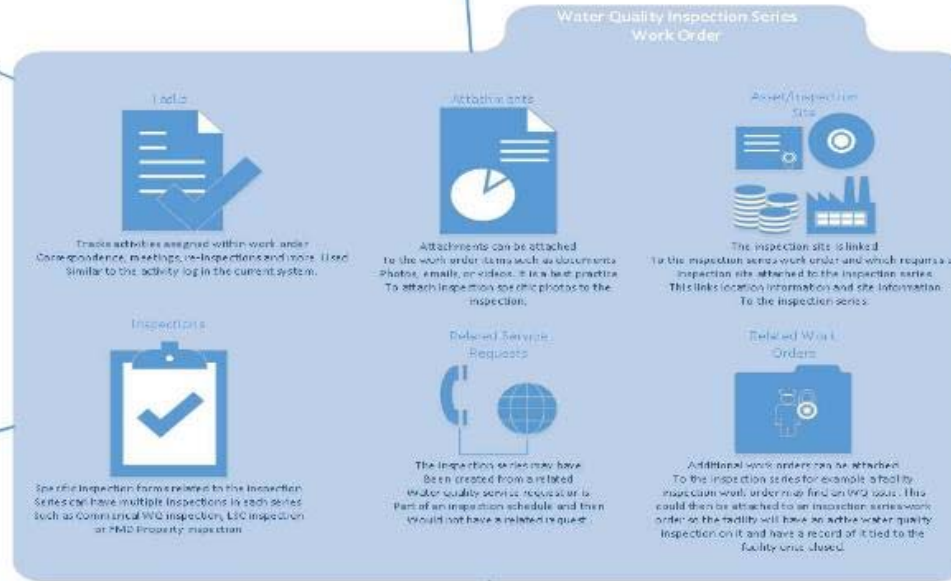 Water Quality Inspection Series
Work Order
Tasks
Tracks activities assigned within work order
Correspondence, meetings, re-inspections and more. Used
Similar to the activity log in the current system.
Attachments
Attachments can be attached
To the work order items such as documents
Photos, emails, or videos. It is a best practice
To attach inspection specific photos to the
inspection.
Asset/Inspection
Site
The inspection site is linked
To the inspection series work order and which requires a
inspection site attached to the inspection series
This links location information and site information
To the inspection series.
Inspections
Specific inspection forms related to the inspection
Series can have multiple inspections in each series
Such as Commerical WQ inspection, ESC inspection
or PMD Property inspection
Related Service
Requests
The inspection series may have
Been created from a related
Water quality service request or is
Part of an inspection schedule and then
Would not have a related request
Related Work
Orders
Additional work orders can be attached
To the inspection series for example a facility
inspection work order may find an WQ issue. This
could then be attached to an inspection series work
order so the facility will have an active water quality
inspection on it and have a record of it tied to the
facility once closed.